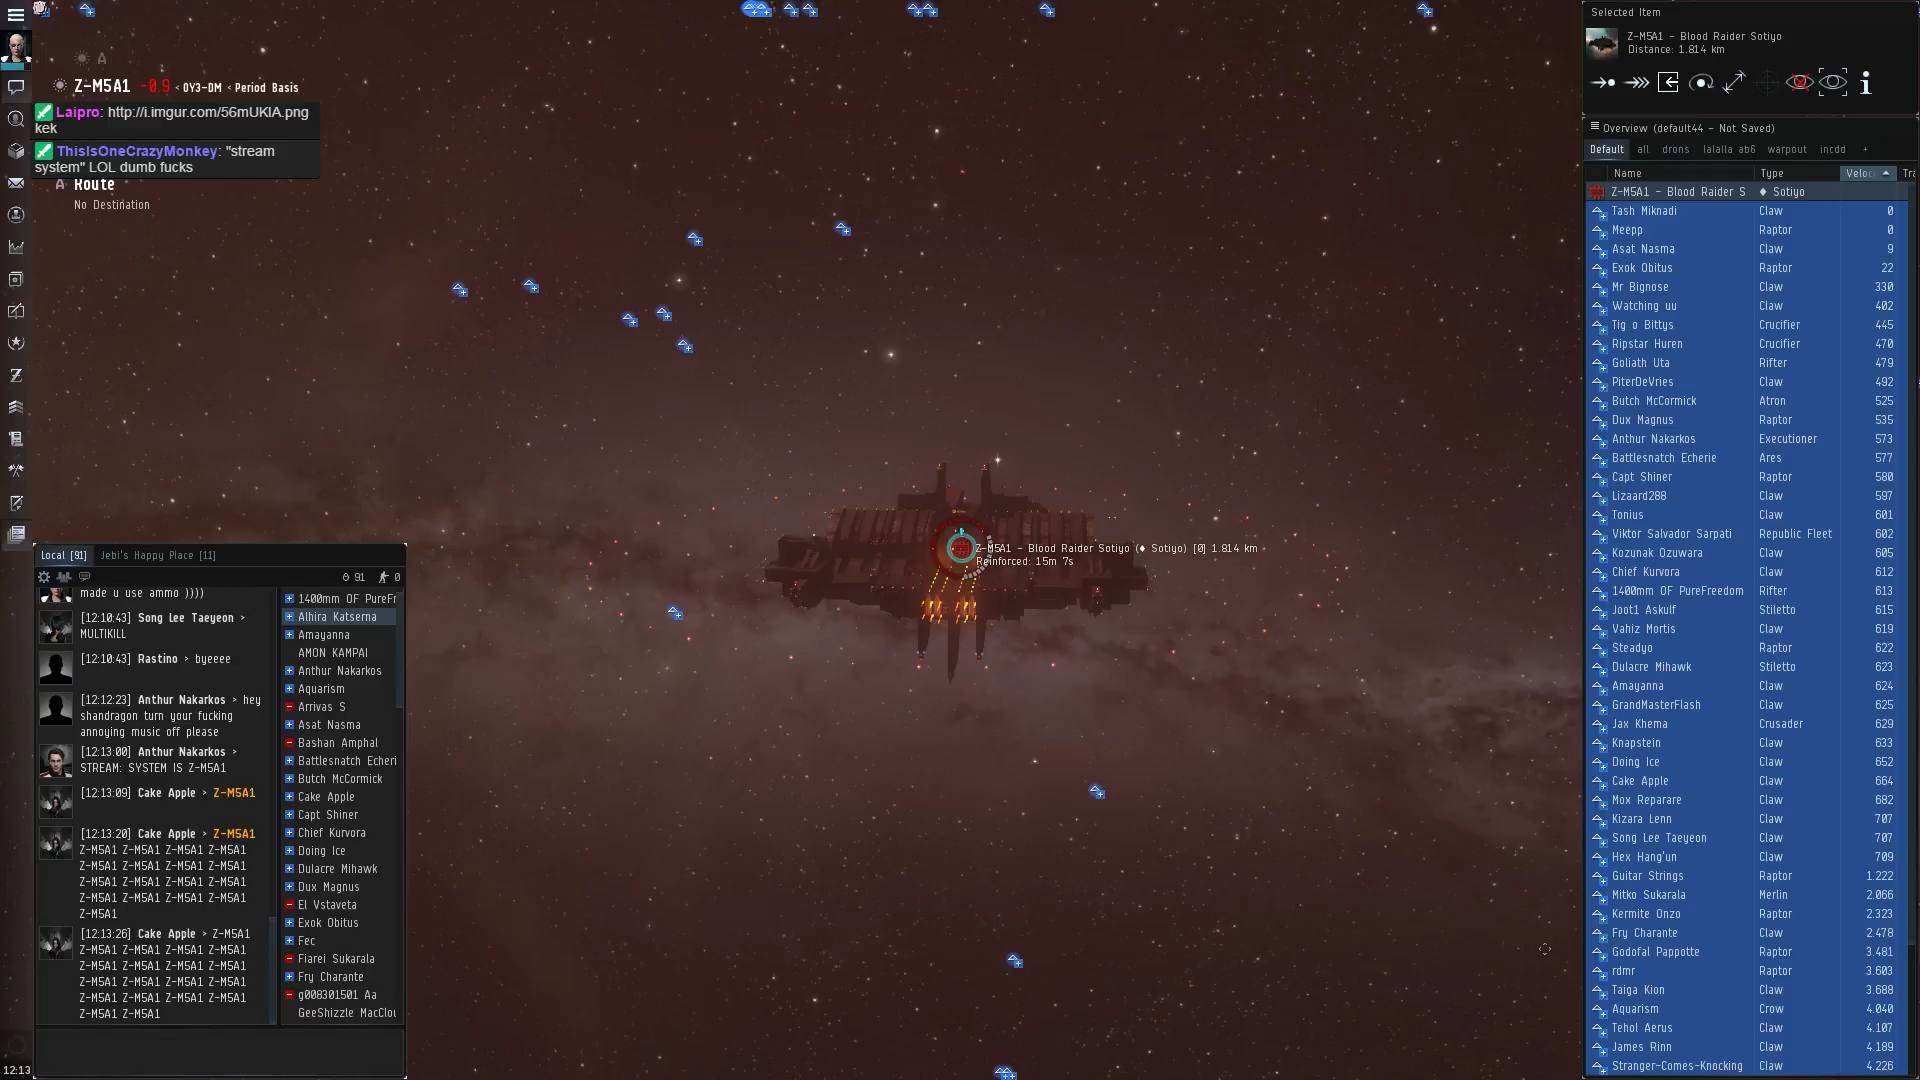 Z-M5A1 -0.9 < OY3-DM < Period Basis
Laipro: http://i.imgur.com/56mUKIA.png
kek
ThisIsOneCrazyMonkey: "stream
system" LOL dumb fucks
Route
No Destination
Z-M5A1 - Blood Raider Sotiyo (♦ Sotiyo) [0] 1.814 km
Reinforced: 15m 7s
Local [91] Jebi's Happy Place [11]
91 0
made u use ammo ))))
[12:10:43] Song Lee Taeyeon >
MULTIKILL
[12:10:43] Rastino > byeeee
[12:12:23] Anthur Nakarkos > hey
shandragon turn your fucking
annoying music off please
[12:13:00] Anthur Nakarkos >
STREAM: SYSTEM IS Z-M5A1
[12:13:09] Cake Apple > Z-M5A1
[12:13:20] Cake Apple > Z-M5A1
Z-M5A1 Z-M5A1 Z-M5A1 Z-M5A1
Z-M5A1 Z-M5A1 Z-M5A1 Z-M5A1
Z-M5A1 Z-M5A1 Z-M5A1 Z-M5A1
Z-M5A1 Z-M5A1 Z-M5A1 Z-M5A1
Z-M5A1
[12:13:26] Cake Apple > Z-M5A1
Z-M5A1 Z-M5A1 Z-M5A1 Z-M5A1
Z-M5A1 Z-M5A1 Z-M5A1 Z-M5A1
Z-M5A1 Z-M5A1 Z-M5A1 Z-M5A1
Z-M5A1 Z-M5A1 Z-M5A1 Z-M5A1
Z-M5A1 Z-M5A1
1400mm OF PureFr
Alhira Katserna
Amayanna
AMON KAMPAI
Anthur Nakarkos
Aquarism
Arrivas S
Asat Nasma
Bashan Amphal
Battlesnatch Echeri
Butch McCormick
Cake Apple
Capt Shiner
Chief Kurvora
Doing Ice
Dulacre Mihawk
Dux Magnus
El Vstaveta
Exok Obitus
Fec
Fiarei Sukarala
Fry Charante
g008301501 Aa
GeeShizzle MacClou
12:13
Selected Item
Z-M5A1 - Blood Raider Sotiyo
Distance: 1.814 km
Overview (default44 - Not Saved)
Default all drons lalalla ab6 warpout incdd +
Name Type Veloc Tra
Z-M5A1 - Blood Raider S ♦ Sotiyo
Tash Miknadi Claw 0
Meepp Raptor 0
Asat Nasma Claw 9
Exok Obitus Raptor 22
Mr Bignose Claw 330
Watching uu Claw 402
Tig o Bittys Crucifier 445
Ripstar Huren Crucifier 470
Goliath Uta Rifter 479
PiterDeVries Claw 492
Butch McCormick Atron 525
Dux Magnus Raptor 535
Anthur Nakarkos Executioner 573
Battlesnatch Echerie Ares 577
Capt Shiner Raptor 580
Lizaard288 Claw 597
Tonius Claw 601
Viktor Salvador Sarpati Republic Fleet 602
Kozunak Ozuwara Claw 605
Chief Kurvora Claw 612
1400mm OF PureFreedom Rifter 613
Joot1 Askulf Stiletto 615
Vahiz Mortis Claw 619
Steadyo Raptor 622
Dulacre Mihawk Stiletto 623
Amayanna Claw 624
GrandMasterFlash Claw 625
Jax Khema Crusader 629
Knapstein Claw 633
Doing Ice Claw 652
Cake Apple Claw 664
Mox Reparare Claw 682
Kizara Lenn Claw 707
Song Lee Taeyeon Claw 707
Hex Hang'un Claw 709
Guitar Strings Raptor 1.222
Mitko Sukarala Merlin 2.066
Kermite Onzo Raptor 2.323
Fry Charante Claw 2.478
Godofal Pappotte Raptor 3.481
rdmr Raptor 3.603
Taiga Kion Claw 3.688
Aquarism Crow 4.040
Tehol Aerus Claw 4.107
James Rinn Claw 4.189
Stranger-Comes-Knocking Claw 4.226